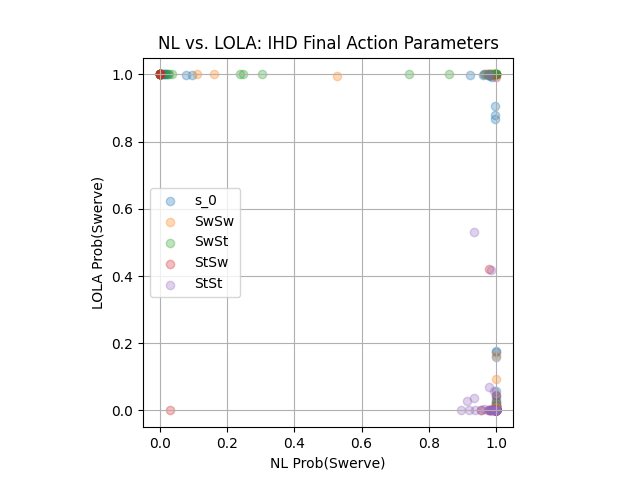 NL vs. LOLA: IHD Final Action Parameters
1.0
0.8
0.6
0.4
0.2
0.0
LOLA Prob(Swerve)
s_0
SwSw
SwSt
StSw
StSt
0.0 0.2 0.4 0.6 0.8 1.0
NL Prob(Swerve)